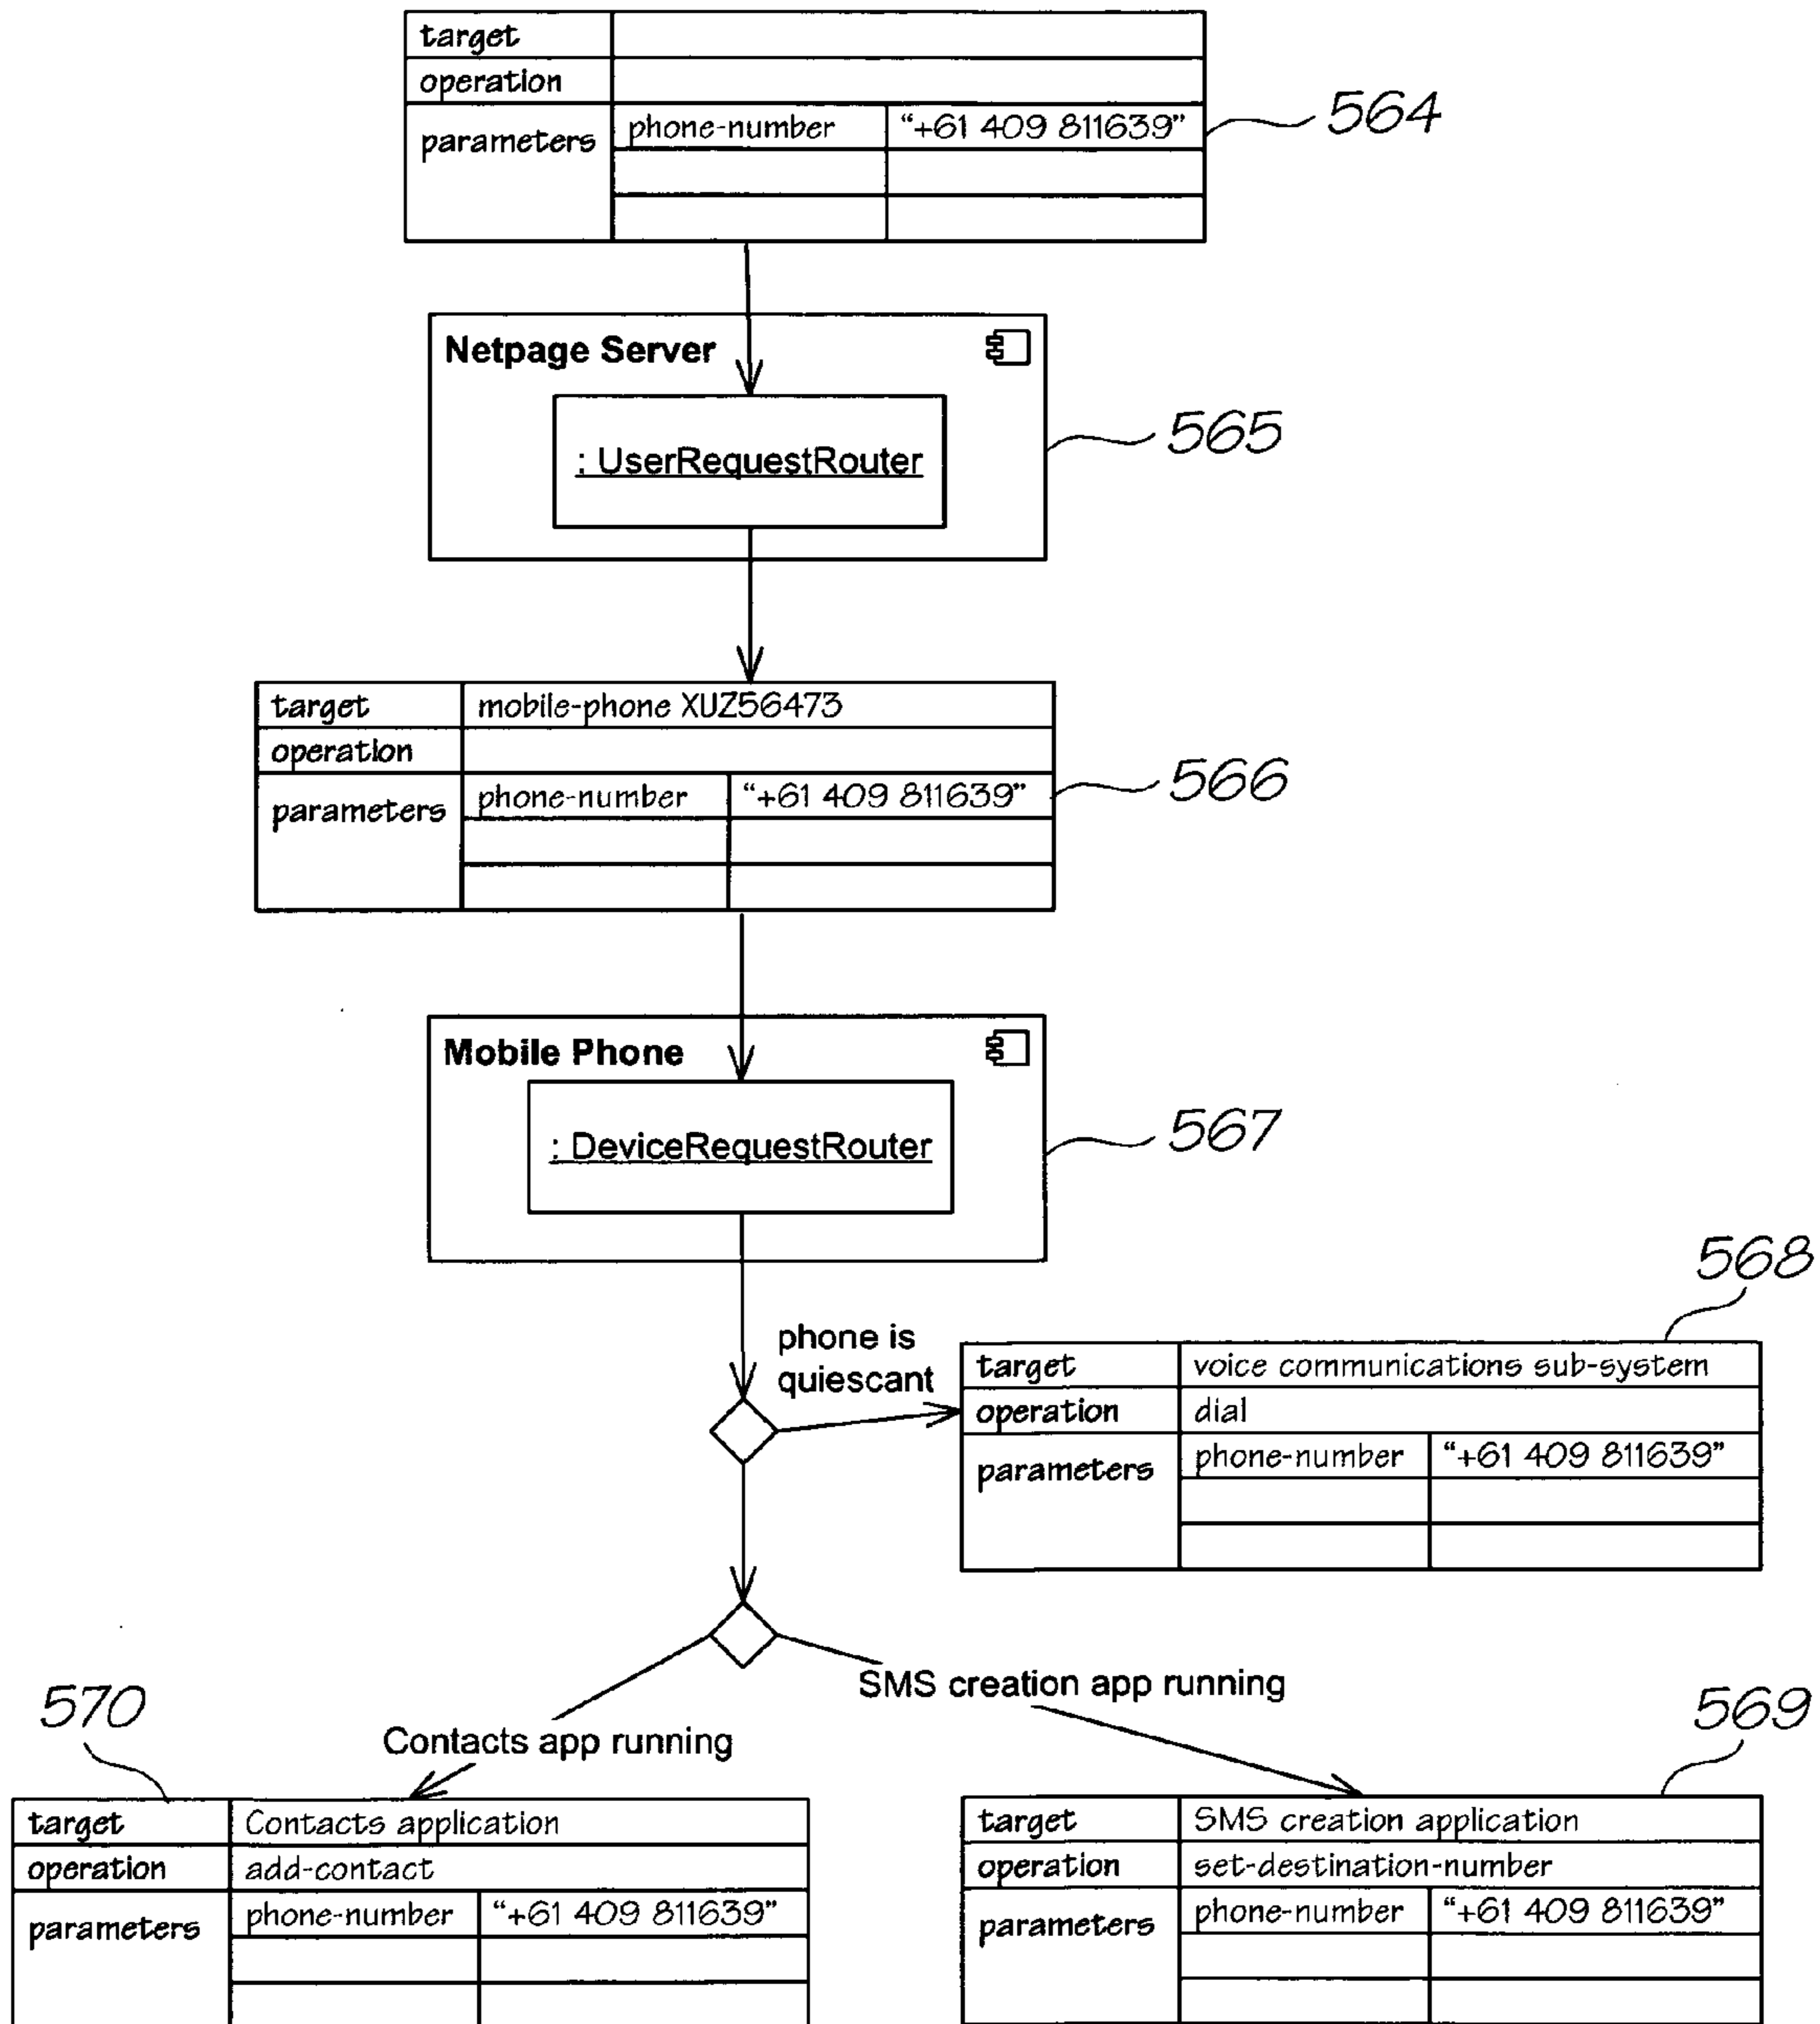 target
operation
parameters phone-number “+61 409 811639”
564
Netpage Server
: UserRequestRouter
565
target mobile-phone XUZ56473
operation
parameters phone-number “+61 409 811639”
566
Mobile Phone
: DeviceRequestRouter
567
568
phone is
quiescant
target voice communications sub-system
operation dial
parameters phone-number “+61 409 811639”
SMS creation app running
Contacts app running
570
target Contacts application
operation add-contact
parameters phone-number “+61 409 811639”
569
target SMS creation application
operation set-destination-number
parameters phone-number “+61 409 811639”